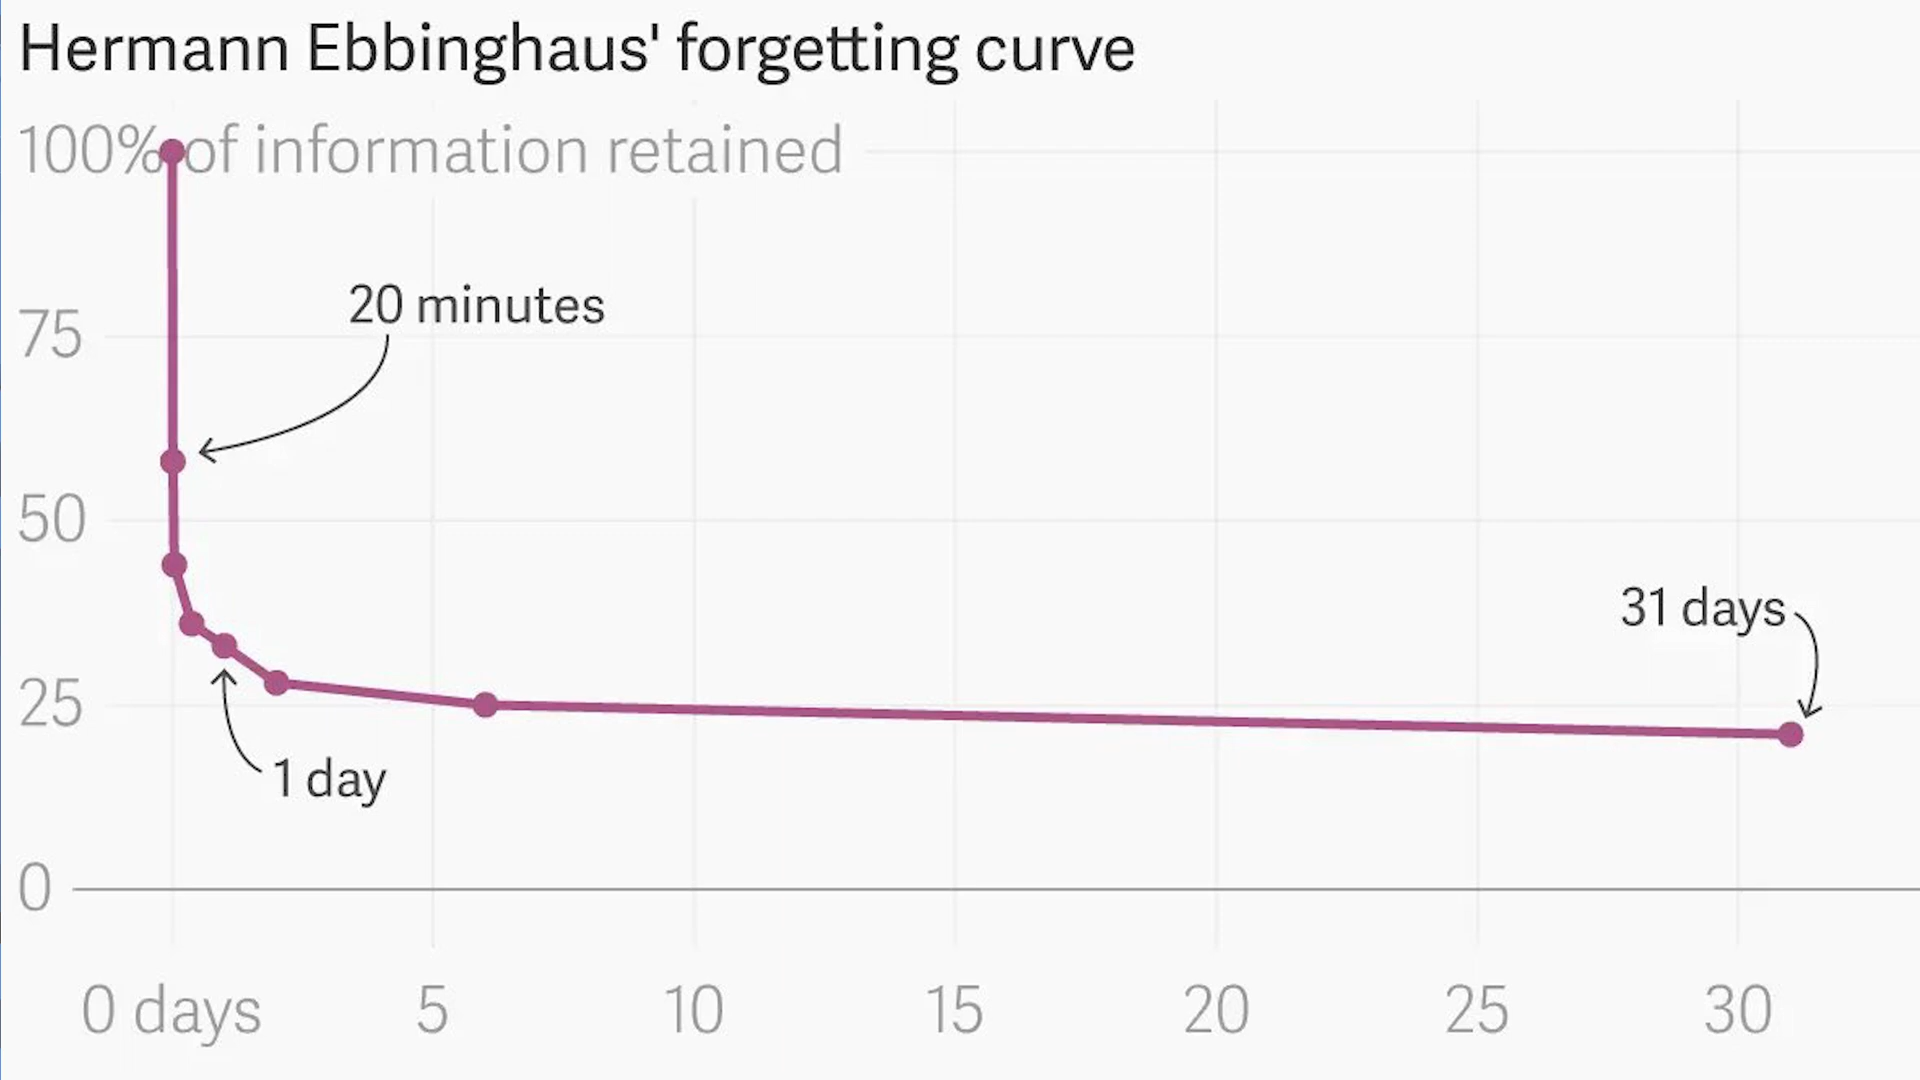 Hermann Ebbinghaus' forgetting curve
100% of information retained
20 minutes
75
50
31 days
25
1 day
0
0 days 5 10 15 20 25 30